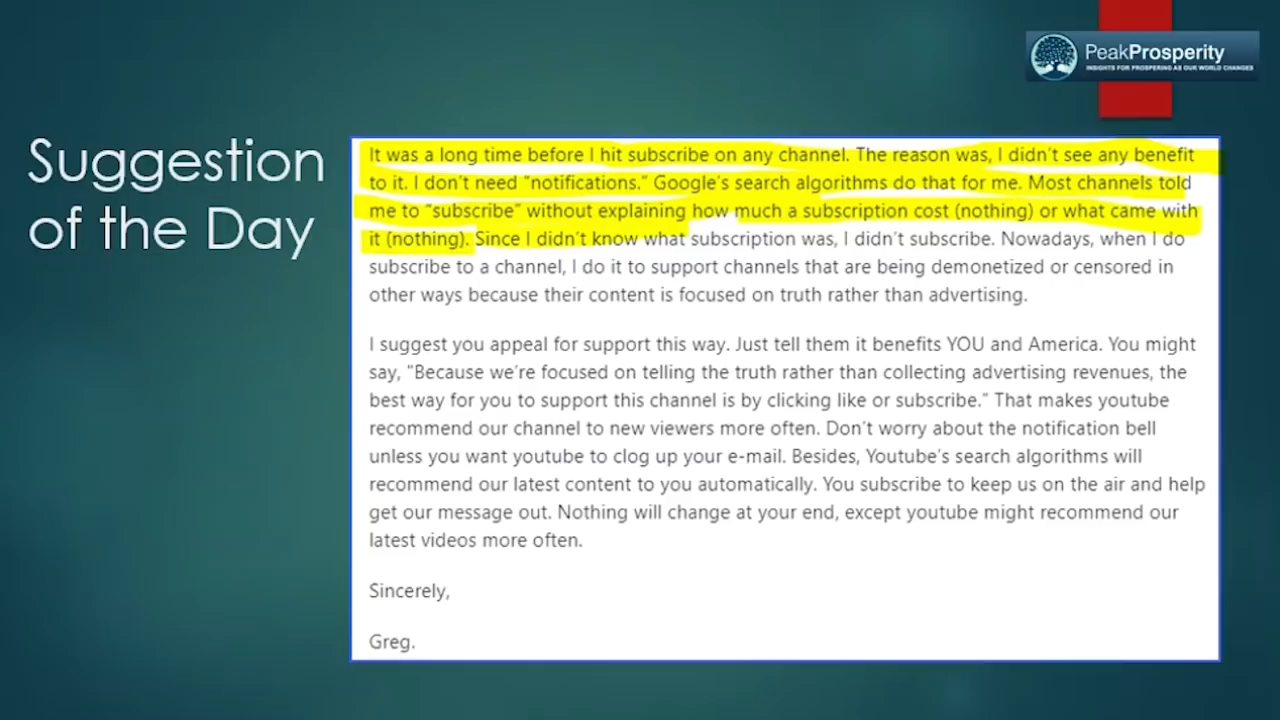 PeakProsperity
INSIGHTS FOR PROSPERING AS OUR WORLD CHANGES
Suggestion
of the Day
It was a long time before I hit subscribe on any channel. The reason was, I didn't see any benefit
to it. I don't need “notifications.” Google's search algorithms do that for me. Most channels told
me to “subscribe” without explaining how much a subscription cost (nothing) or what came with
it (nothing). Since I didn't know what subscription was, I didn't subscribe. Nowadays, when I do
subscribe to a channel, I do it to support channels that are being demonetized or censored in
other ways because their content is focused on truth rather than advertising.
I suggest you appeal for support this way. Just tell them it benefits YOU and America. You might
say, "Because we're focused on telling the truth rather than collecting advertising revenues, the
best way for you to support this channel is by clicking like or subscribe.” That makes youtube
recommend our channel to new viewers more often. Don't worry about the notification bell
unless you want youtube to clog up your e-mail. Besides, Youtube's search algorithms will
recommend our latest content to you automatically. You subscribe to keep us on the air and help
get our message out. Nothing will change at your end, except youtube might recommend our
latest videos more often.
Sincerely,
Greg.